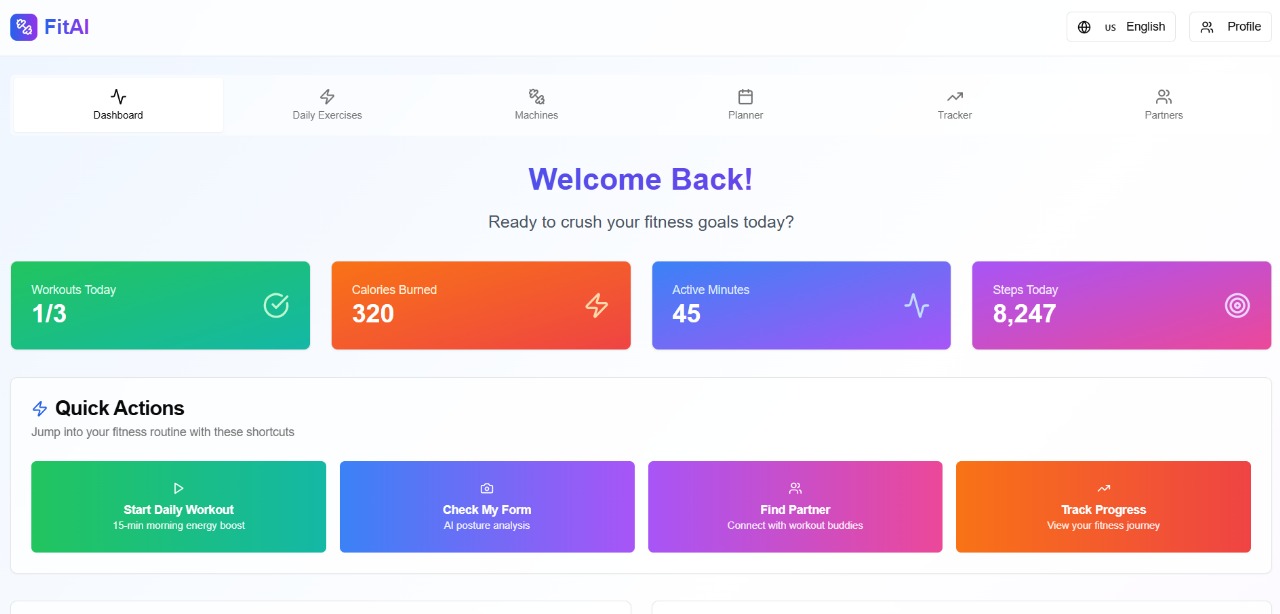 FitAI
US English
Profile
Dashboard
Daily Exercises
Machines
Planner
Tracker
Partners
Welcome Back!
Ready to crush your fitness goals today?
Workouts Today
1/3
Calories Burned
320
Active Minutes
45
Steps Today
8,247
Quick Actions
Jump into your fitness routine with these shortcuts
Start Daily Workout
15-min morning energy boost
Check My Form
AI posture analysis
Find Partner
Connect with workout buddies
Track Progress
View your fitness journey